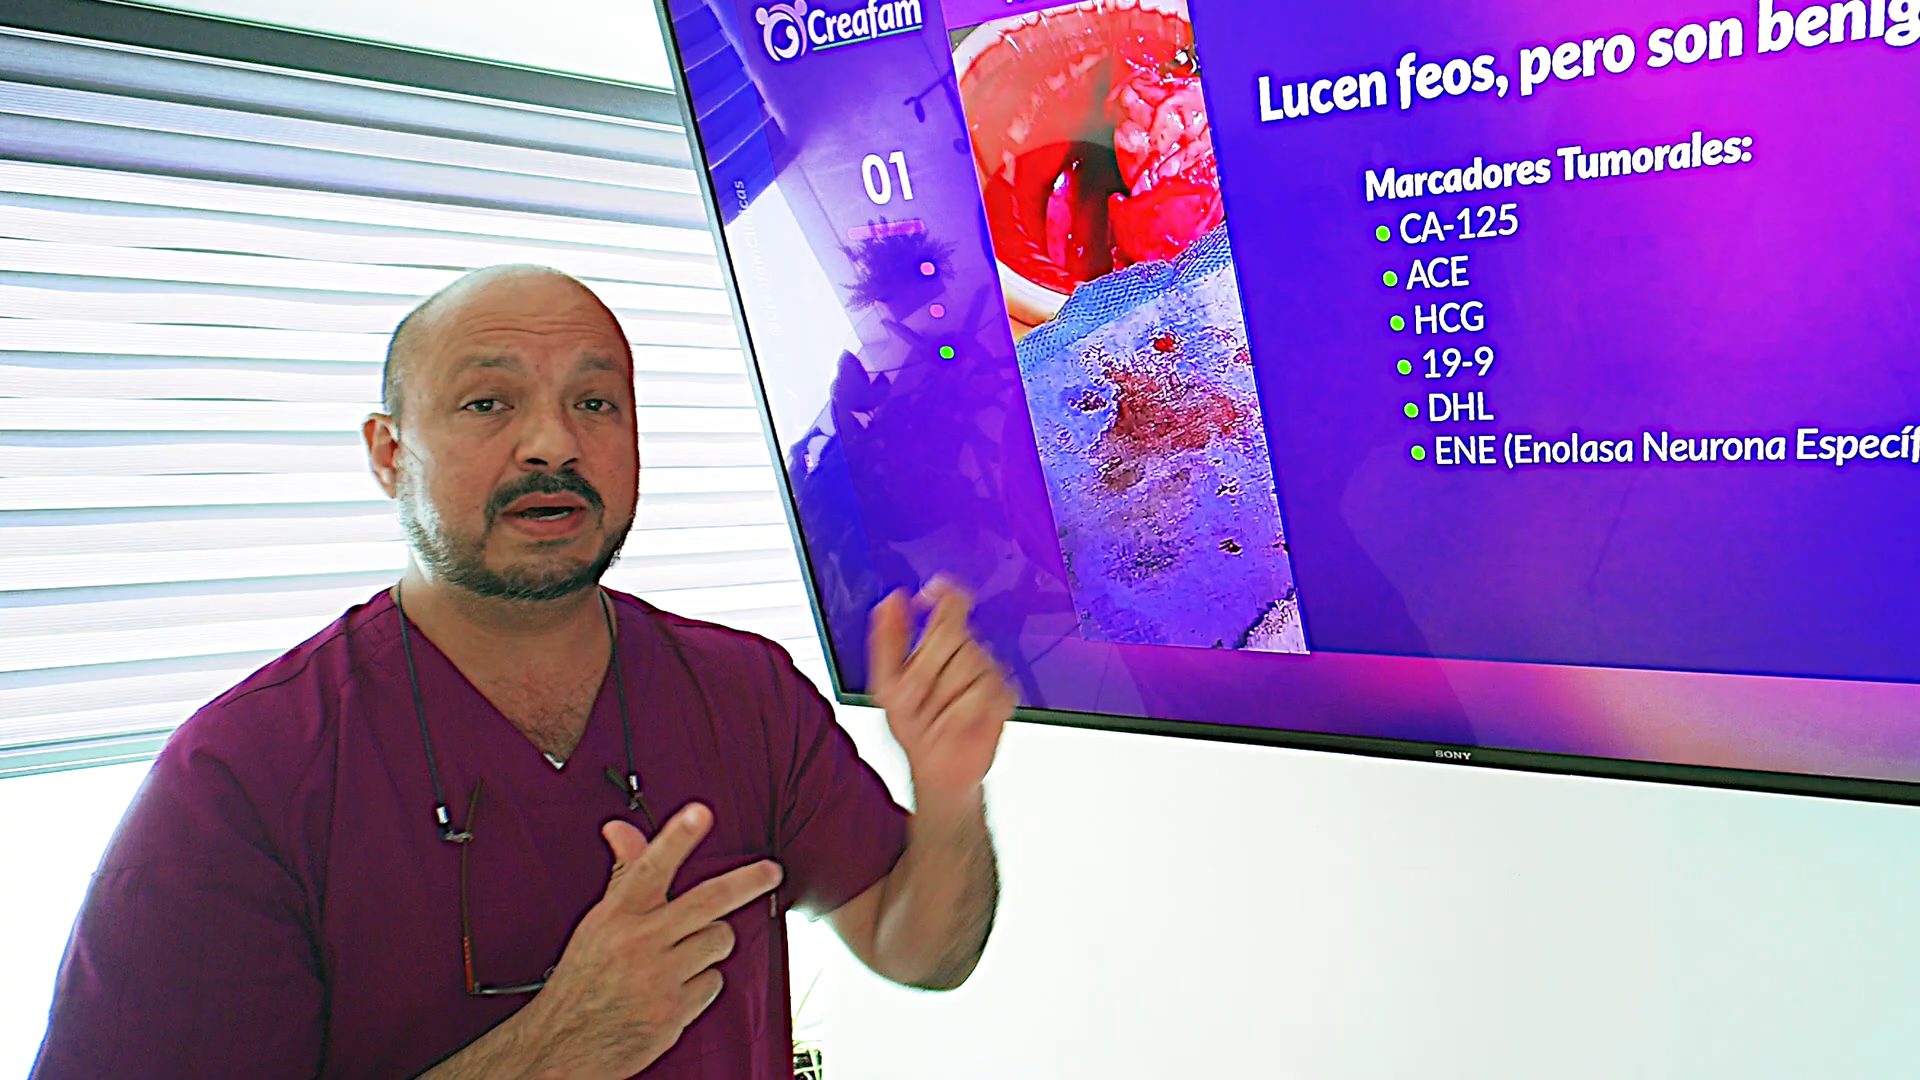 Creafam
01
Lucen feos, pero son benig
Marcadores Tumorales:
CA-125
ACE
HCG
19-9
DHL
ENE (Enolasa Neurona Específ
SONY